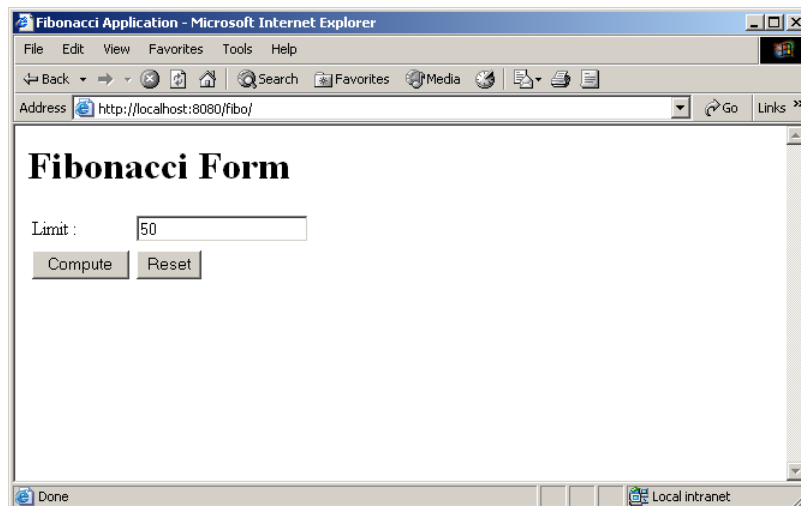 Fibonacci Application - Microsoft Internet Explorer
File Edit View Favorites Tools Help
Back Search Favorites Media
Address http://localhost:8080/fibo/ Go Links »
Fibonacci Form
Limit : 50
Compute Reset
Done Local intranet